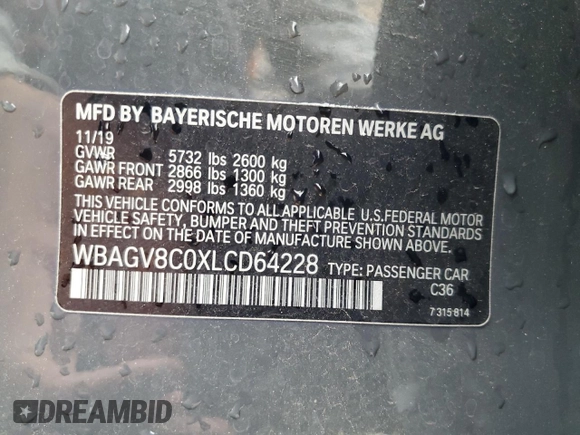 MFD BY BAYERISCHE MOTOREN WERKE AG
11/19
GVWR 5732 lbs 2600 kg
GAWR FRONT 2866 lbs 1300 kg
GAWR REAR 2998 lbs 1360 kg
THIS VEHICLE CONFORMS TO ALL APPLICABLE U.S.FEDERAL MOTOR
VEHICLE SAFETY, BUMPER AND THEFT PREVENTION STANDARDS
IN EFFECT ON THE DATE OF MANUFACTURE SHOWN ABOVE.
WBAGV8C0XLCD64228 TYPE: PASSENGER CAR
C36
7 315 814
DREAMBID